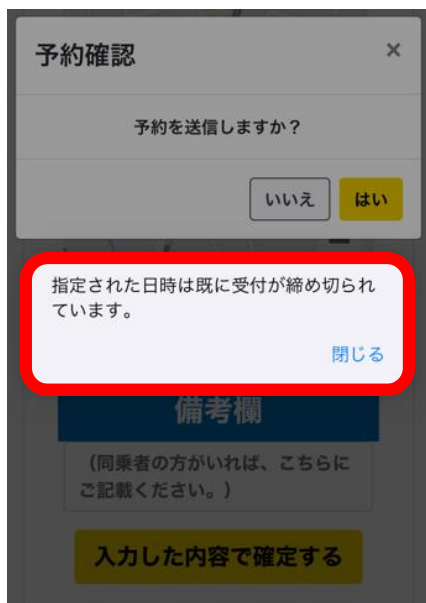 予約確認 ×
予約を送信しますか？
いいえ はい
指定された日時は既に受付が締め切られ
ています。
閉じる
備考欄
（同乗者の方がいれば、こちらに
ご記載ください。）
入力した内容で確定する